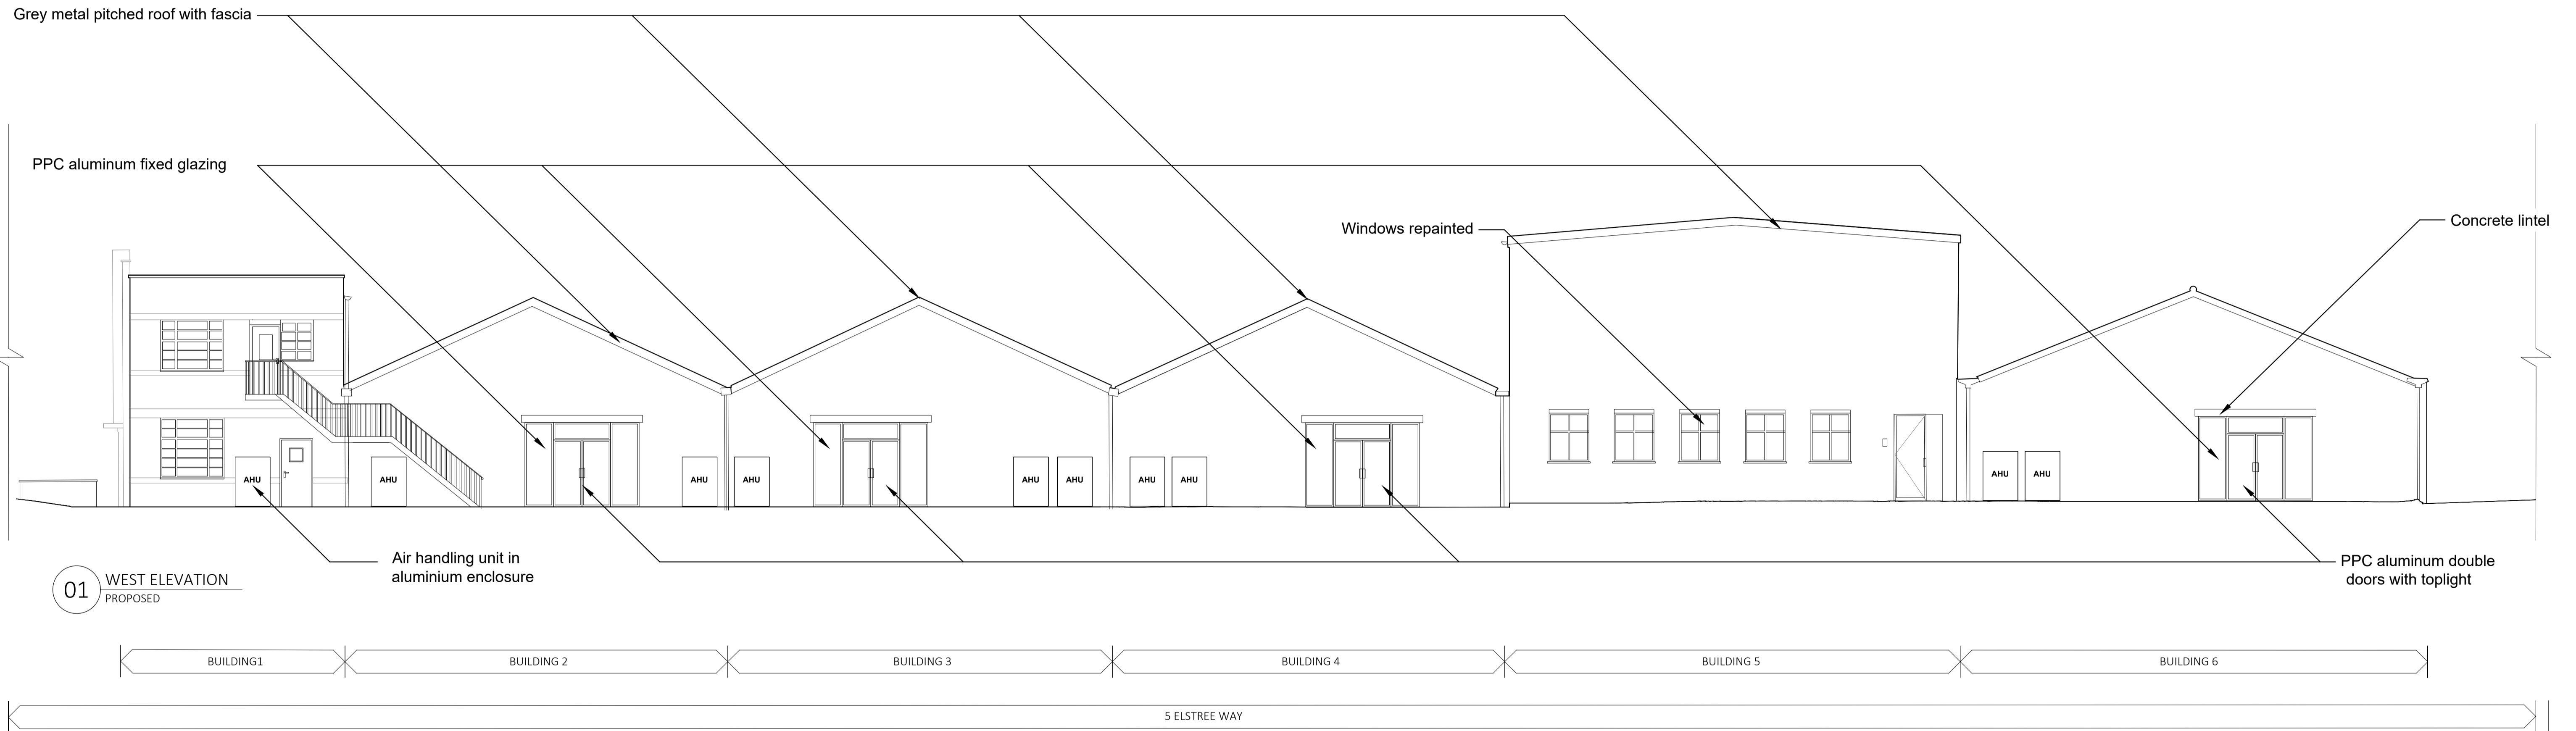 Grey metal pitched roof with fascia
PPC aluminum fixed glazing
Windows repainted
Concrete lintel
AHU
AHU
AHU
AHU
AHU
AHU
AHU
AHU
AHU
AHU
Air handling unit in
aluminium enclosure
PPC aluminum double
doors with toplight
01
WEST ELEVATION
PROPOSED
BUILDING1
BUILDING 2
BUILDING 3
BUILDING 4
BUILDING 5
BUILDING 6
5 ELSTREE WAY